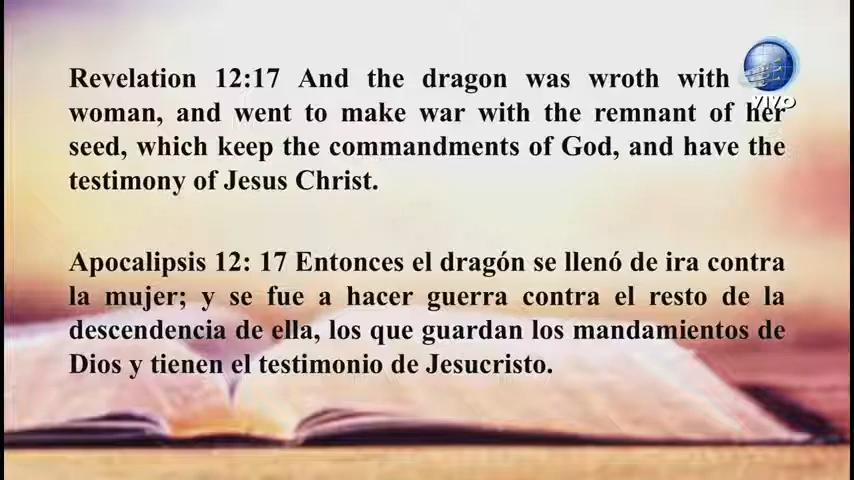 Revelation 12:17 And the dragon was wroth with
woman, and went to make war with the remnant of her
seed, which keep the commandments of God, and have the
testimony of Jesus Christ.
Apocalipsis 12: 17 Entonces el dragón se llenó de ira contra
la mujer; y se fue a hacer guerra contra el resto de la
descendencia de ella, los que guardan los mandamientos de
Dios y tienen el testimonio de Jesucristo.
VIVO